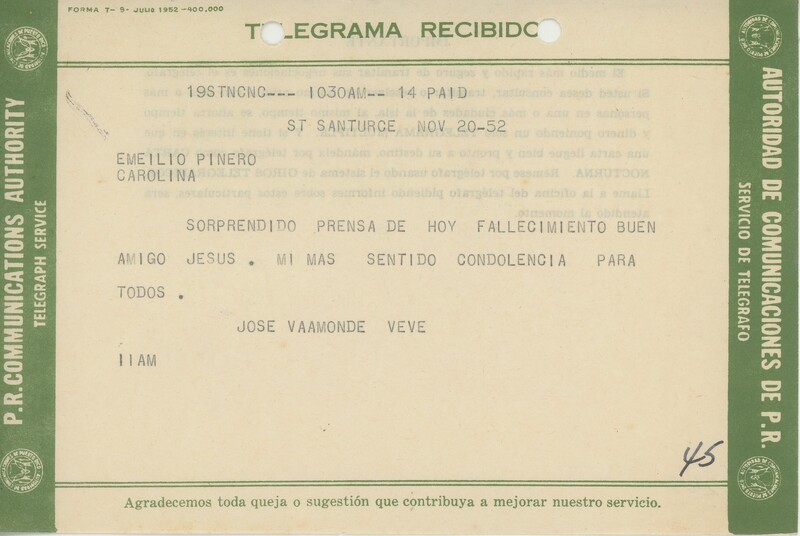 FORMA T- 9- JULIO 1952 -400,000
TELEGRAMA RECIBIDO
19STNCNC--- 1030AM-- 14 PAID
ST SANTURCE NOV 20-52
EMEILIO PINERO
CAROLINA
SORPRENDIDO PRENSA DE HOY FALLECIMIENTO BUEN
AMIGO JESUS . MI MAS SENTIDO CONDOLENCIA PARA
TODOS .
JOSE VAAMONDE VEVE
11AM
45
Agradecemos toda queja o sugestión que contribuya a mejorar nuestro servicio.
P.R. COMMUNICATIONS AUTHORITY
TELEGRAPH SERVICE
AUTORIDAD DE COMUNICACIONES DE P.R.
SERVICIO DE TELEGRAFO